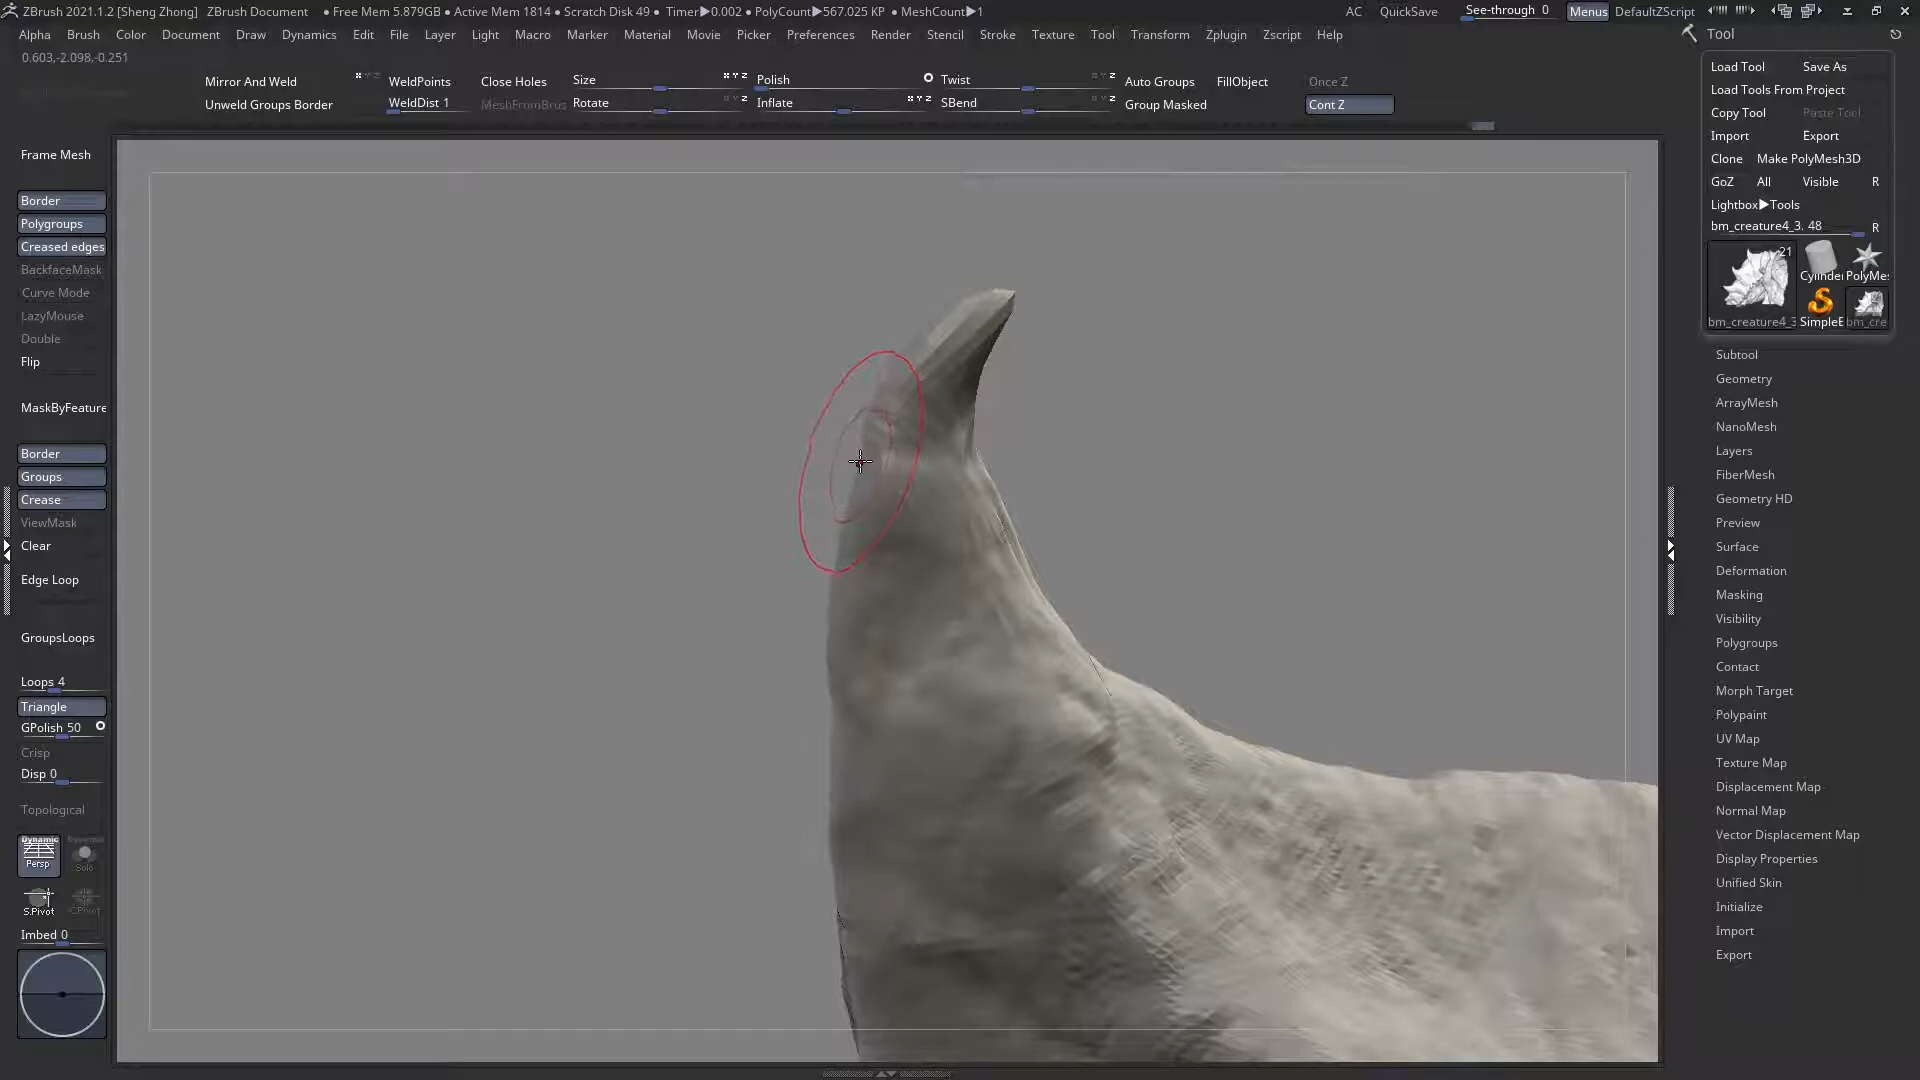 ZBrush 2021.1.2 [Sheng Zhong] ZBrush Document • Free Mem 5.879GB • Active Mem 1814 • Scratch Disk 49 • Timer▶0.002 • PolyCount▶567.025 KP • MeshCount▶1 AC QuickSave See-through 0 Menus DefaultZScript
Alpha Brush Color Document Draw Dynamics Edit File Layer Light Macro Marker Material Movie Picker Preferences Render Stencil Stroke Texture Tool Transform Zplugin Zscript Help
0.603,-2.098,-0.251
Mirror And Weld WeldPoints Close Holes Size Polish Twist Auto Groups FillObject Once Z
Unweld Groups Border WeldDist 1 MeshFromBrus Rotate Inflate SBend Group Masked Cont Z
Frame Mesh
Border
Polygroups
Creased edges
BackfaceMask
Curve Mode
LazyMouse
Double
Flip
MaskByFeature
Border
Groups
Crease
ViewMask
Clear
Edge Loop
GroupsLoops
Loops 4
Triangle
GPolish 50
Crisp
Disp 0
Topological
Dynamic
Persp
Solo
S.Pivot
C.Pivot
Imbed 0
Tool
Load Tool Save As
Load Tools From Project
Copy Tool Paste Tool
Import Export
Clone Make PolyMesh3D
GoZ All Visible R
Lightbox▶Tools
bm_creature4_3. 48 R
21
Cylinder PolyMes
bm_creature4_3 SimpleB bm_cre
Subtool
Geometry
ArrayMesh
NanoMesh
Layers
FiberMesh
Geometry HD
Preview
Surface
Deformation
Masking
Visibility
Polygroups
Contact
Morph Target
Polypaint
UV Map
Texture Map
Displacement Map
Normal Map
Vector Displacement Map
Display Properties
Unified Skin
Initialize
Import
Export